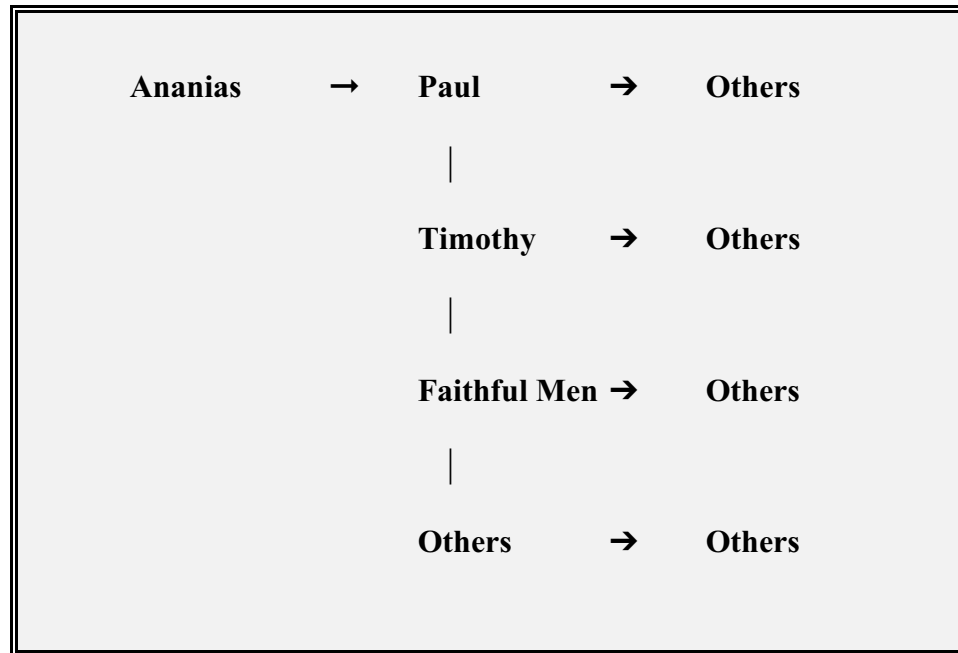 Ananias → Paul ➔ Others
|
Timothy ➔ Others
|
Faithful Men ➔ Others
|
Others ➔ Others